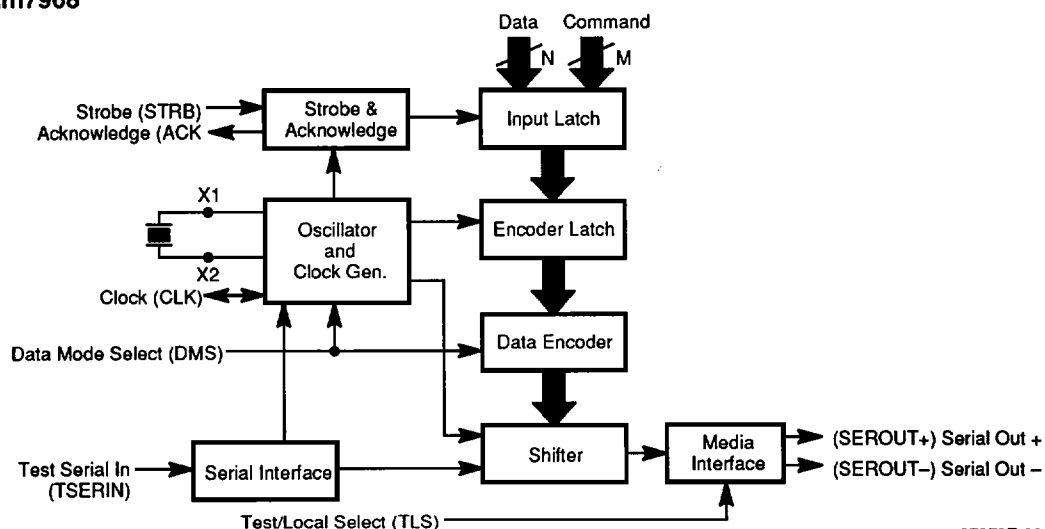 Data
Command
N
M
Strobe (STRB)
Acknowledge (ACK
Strobe &
Acknowledge
Input Latch
X1
X2
Oscillator
and
Clock Gen.
Encoder Latch
Clock (CLK)
Data Mode Select (DMS)
Data Encoder
Test Serial In
(TSERIN)
Serial Interface
Shifter
Media
Interface
(SEROUT+) Serial Out +
(SEROUT–) Serial Out –
Test/Local Select (TLS)